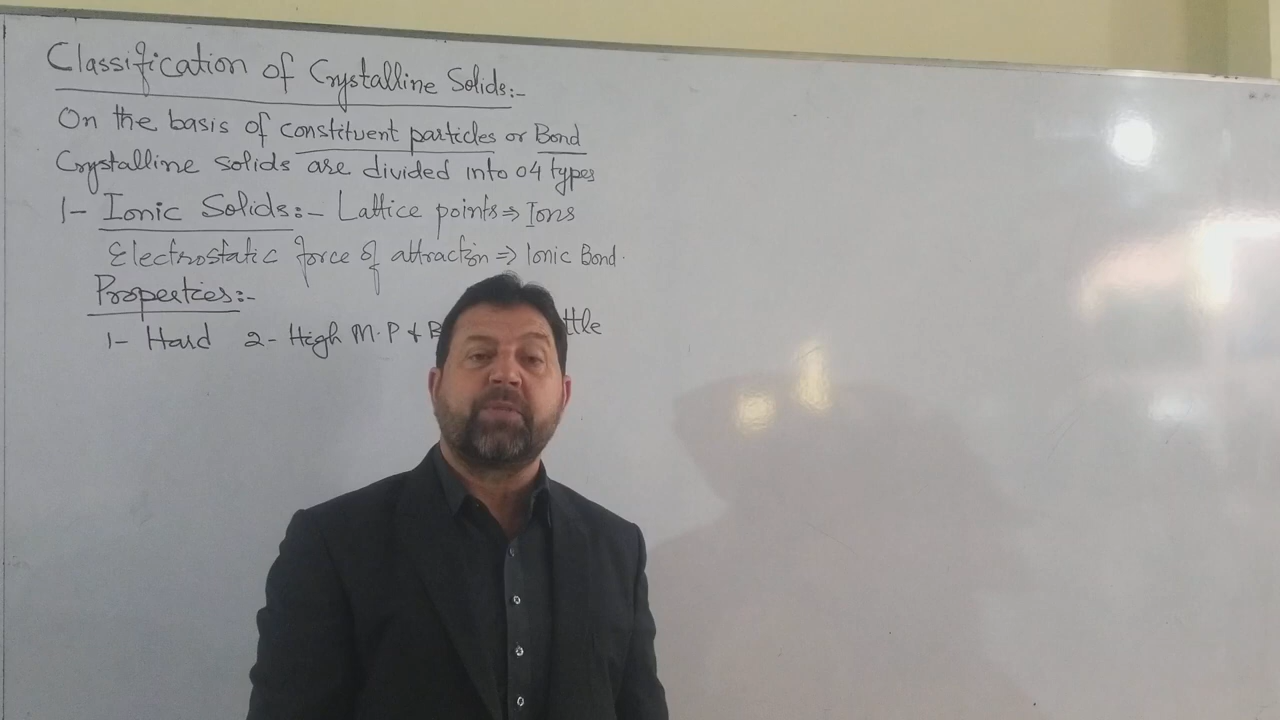 Classification of Crystalline Solids:-
On the basis of constituent particles or Bond
Crystalline solids are divided into 04 types
1- Ionic Solids:- Lattice points ⇒ Ions
Electrostatic force of attraction ⇒ Ionic Bond.
Properties:-
1- Hard 2- High M.P & B ttle